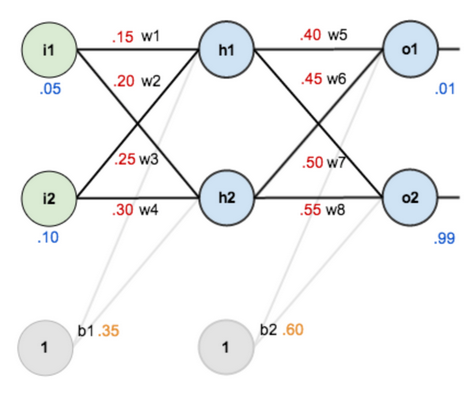 i1 .15 w1 h1 .40 w5 o1
.05 .20 w2 .45 w6 .01
.25 w3 .50 w7
i2 .30 w4 h2 .55 w8 o2
.10 .99
1 b1 .35 1 b2 .60